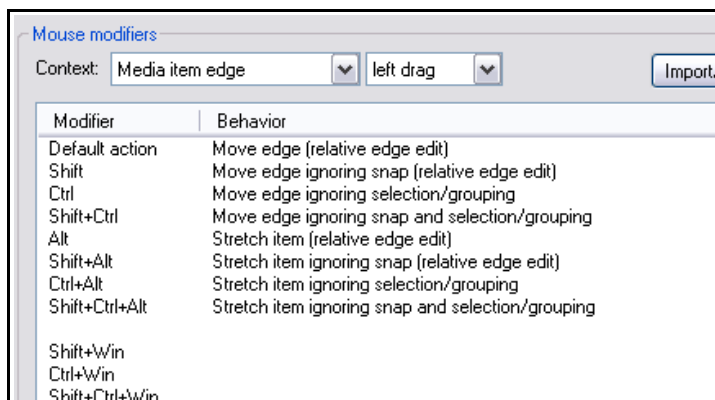 Mouse modifiers
Context: Media item edge left drag Import.
Modifier Behavior
Default action Move edge (relative edge edit)
Shift Move edge ignoring snap (relative edge edit)
Ctrl Move edge ignoring selection/grouping
Shift+Ctrl Move edge ignoring snap and selection/grouping
Alt Stretch item (relative edge edit)
Shift+Alt Stretch item ignoring snap (relative edge edit)
Ctrl+Alt Stretch item ignoring selection/grouping
Shift+Ctrl+Alt Stretch item ignoring snap and selection/grouping
Shift+Win
Ctrl+Win
Shift+Ctrl+Win